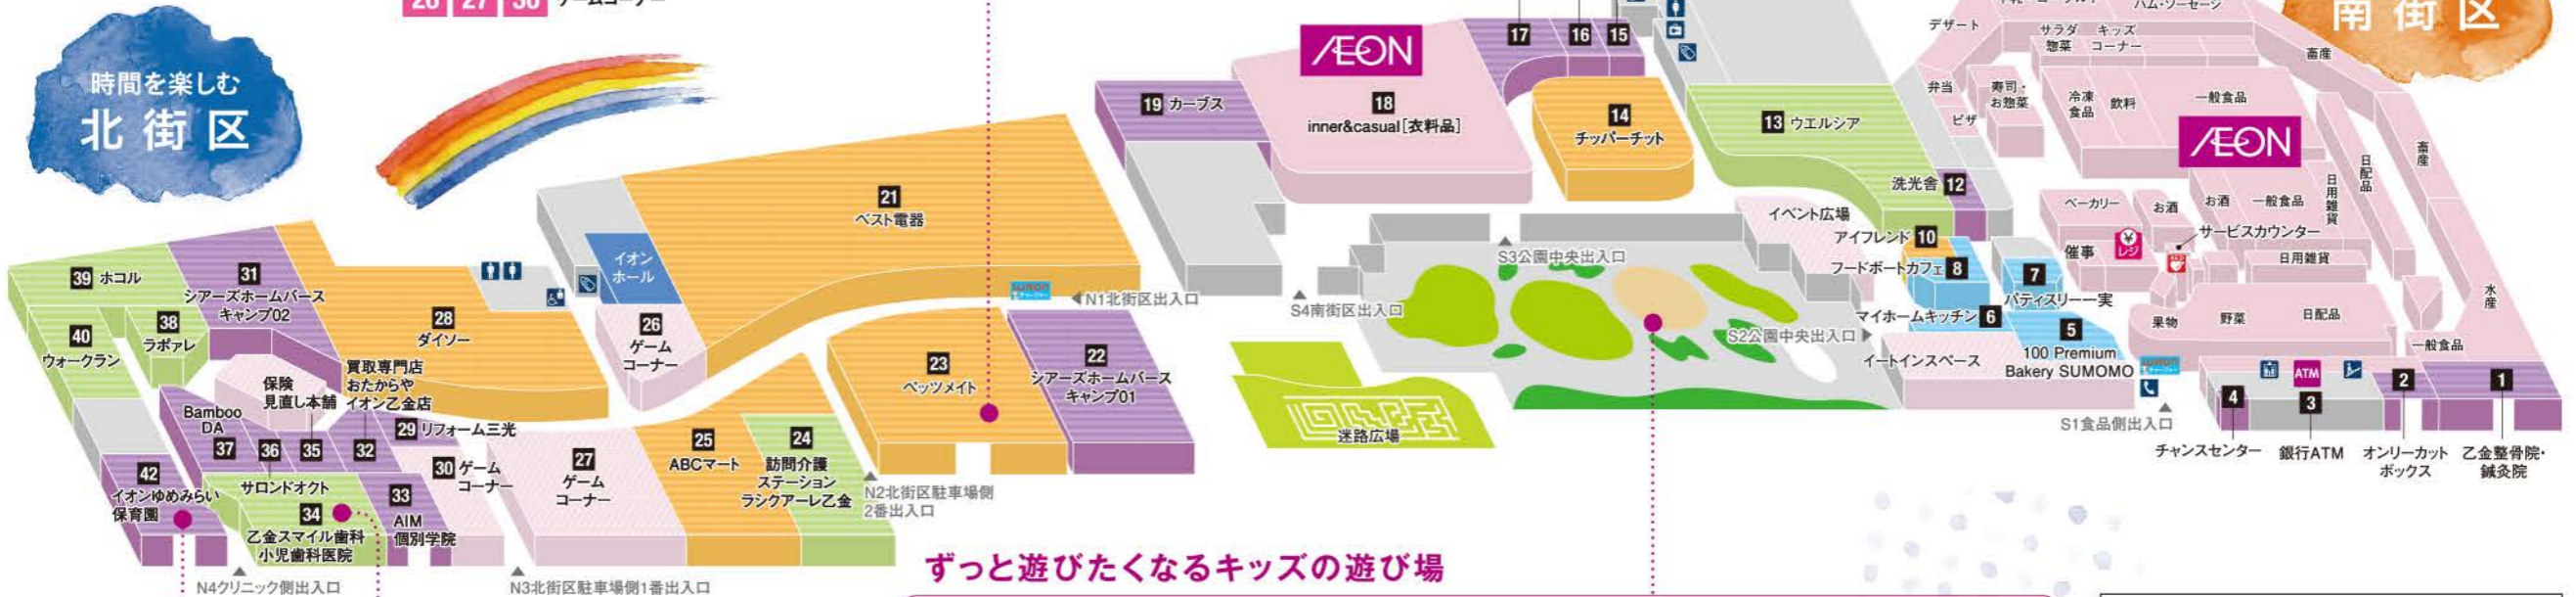 26 27 30 ゲームコーナー
時間を楽しむ
北街区
南街区
39 ホコル
40
ウォークラン
38
ラポァレ
31
シアーズホームバース
キャンプ02
28
ダイソー
イオン
ホール
21
ベスト電器
26
ゲーム
コーナー
保険
見直し本舗
買取専門店
おたからや
イオン乙金店
Bamboo
DA
37
36
35
32
29 リフォーム三光
30 ゲーム
コーナー
27
ゲーム
コーナー
25
ABCマート
24
訪問介護
ステーション
ラシクアーレ乙金
23
ペッツメイト
22
シアーズホームバース
キャンプ01
42
イオンゆめみらい
保育園
サロンドオクト
34
乙金スマイル歯科
小児歯科医院
33
AIM
個別学院
N1北街区出入口
N2北街区駐車場側
2番出入口
N3北街区駐車場側1番出入口
N4クリニック側出入口
19 カーブス
ÆON
18
inner&casual[衣料品]
17
16
15
14
チッパーチット
13 ウエルシア
洗光舎 12
イベント広場
アイフレンド 10
フードボートカフェ 8
7
パティスリー一実
マイホームキッチン 6
5
100 Premium
Bakery SUMOMO
イートインスペース
S3公園中央出入口
S4南街区出入口
S2公園中央出入口
S1食品側出入口
迷路広場
デザート
ハム・ソーセージ
サラダ
惣菜
キッズ
コーナー
畜産
弁当
寿司・
お惣菜
ピザ
冷凍
食品
飲料
一般食品
ÆON
日配品
畜産
日用雑貨
ベーカリー
お酒
お酒
一般食品
サービスカウンター
催事
レジ
AED
日用雑貨
水産
果物
野菜
日配品
一般食品
ATM
4
チャンスセンター
3
銀行ATM
2
オンリーカット
ボックス
1
乙金整骨院・
鍼灸院
ずっと遊びたくなるキッズの遊び場